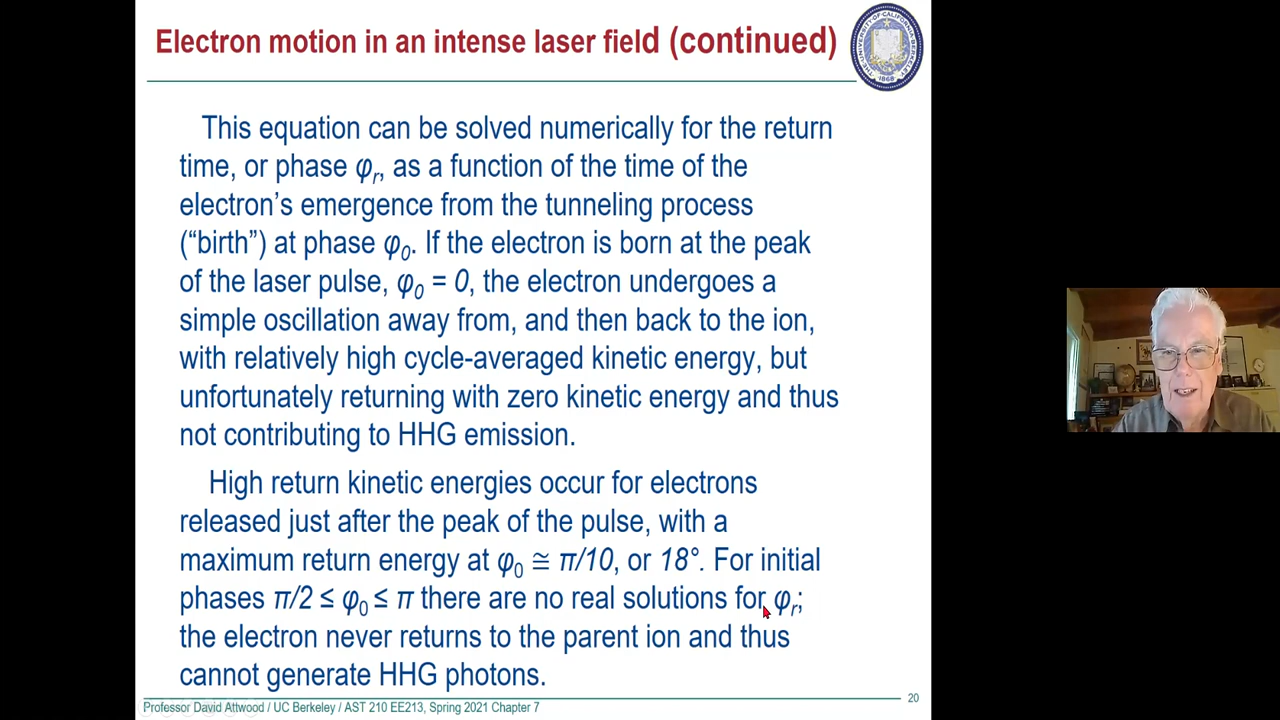 Electron motion in an intense laser field (continued)
THE UNIVERSITY OF CALIFORNIA BERKELEY
1868
This equation can be solved numerically for the return
time, or phase φr, as a function of the time of the
electron's emergence from the tunneling process
("birth") at phase φ0. If the electron is born at the peak
of the laser pulse, φ0 = 0, the electron undergoes a
simple oscillation away from, and then back to the ion,
with relatively high cycle-averaged kinetic energy, but
unfortunately returning with zero kinetic energy and thus
not contributing to HHG emission.
High return kinetic energies occur for electrons
released just after the peak of the pulse, with a
maximum return energy at φ0 ≅ π/10, or 18°. For initial
phases π/2 ≤ φ0 ≤ π there are no real solutions for φr;
the electron never returns to the parent ion and thus
cannot generate HHG photons.
Professor David Attwood / UC Berkeley / AST 210 EE213, Spring 2021 Chapter 7
20